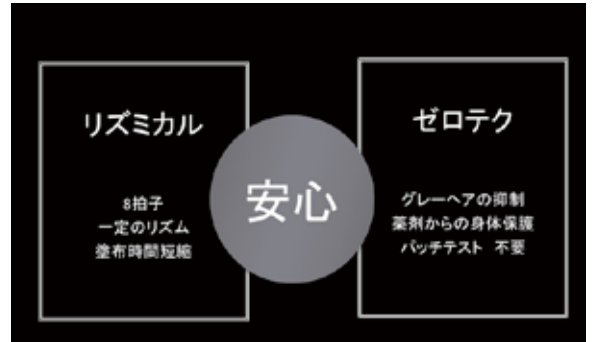 リズミカル
8拍子
一定のリズム
塗布時間短縮
安心
ゼロテク
グレーヘアの抑制
薬剤からの身体保護
パッチテスト 不要